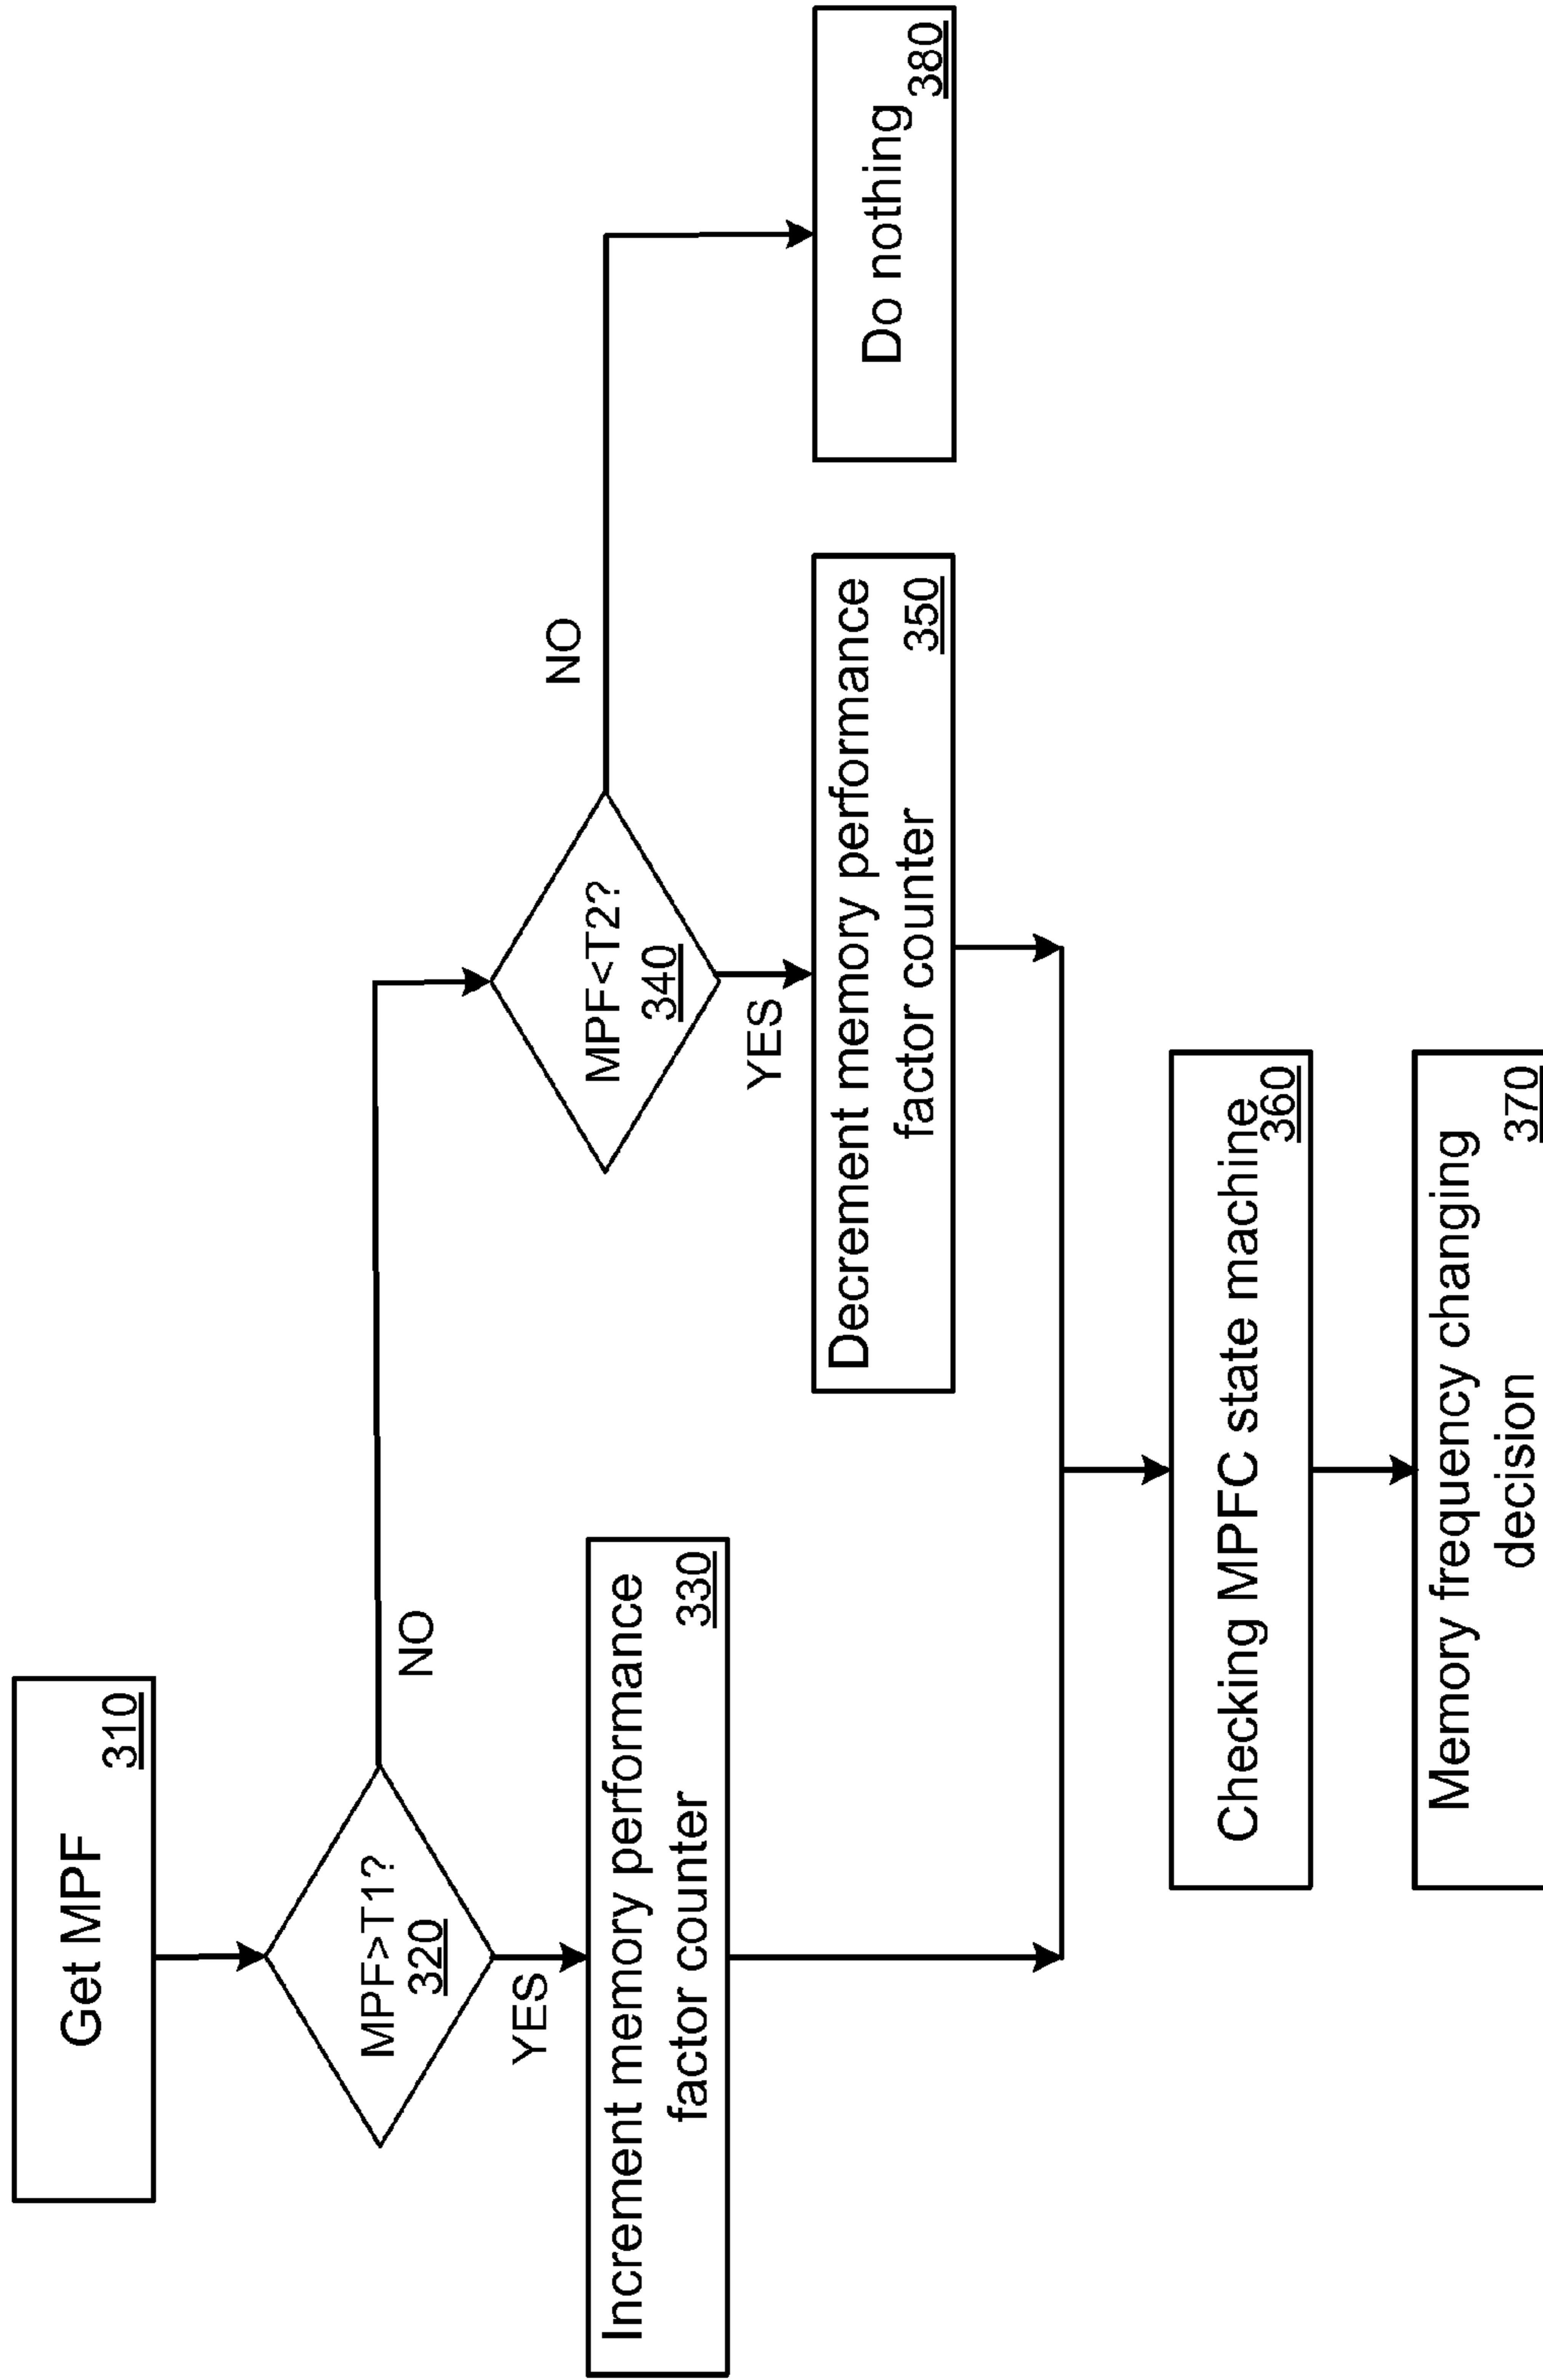 Get MPF
310
MPF>T1?
320
NO
YES
Increment memory performance
factor counter
330
MPF<T2?
340
NO
YES
Decrement memory performance
factor counter
350
Do nothing
380
Checking MPFC state machine
360
Memory frequency changing
decision
370